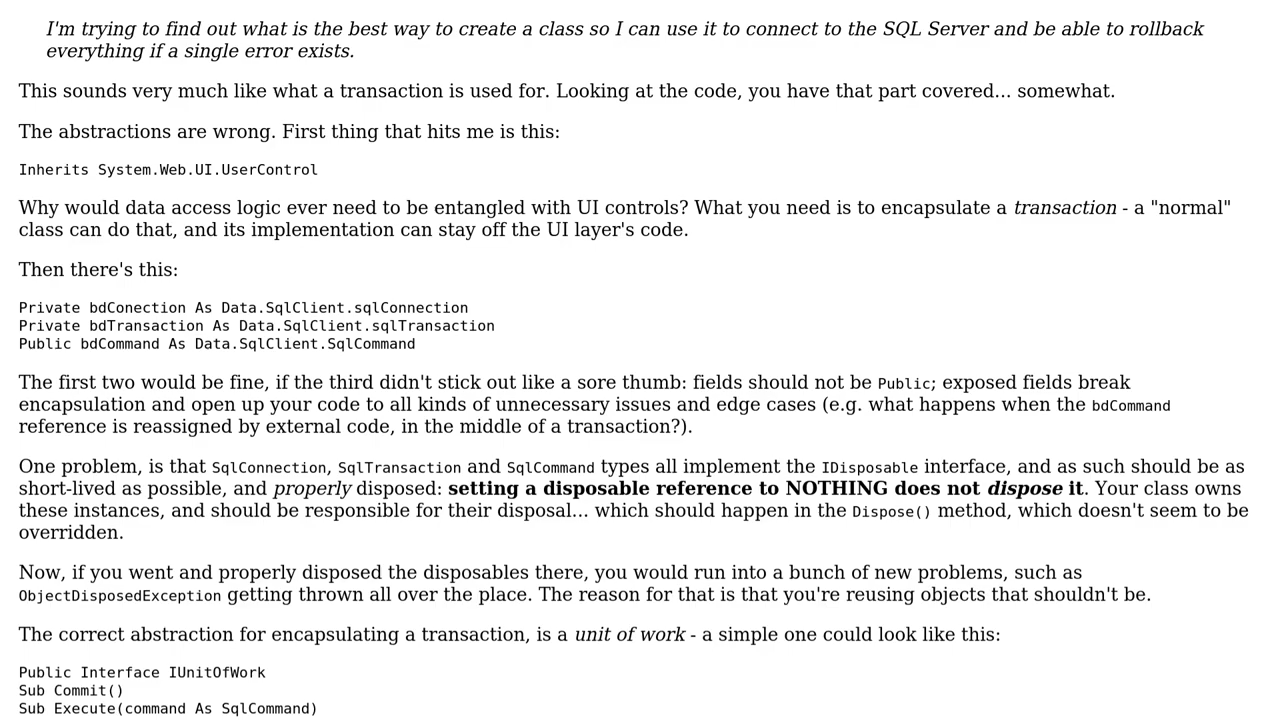 I'm trying to find out what is the best way to create a class so I can use it to connect to the SQL Server and be able to rollback
everything if a single error exists.
This sounds very much like what a transaction is used for. Looking at the code, you have that part covered... somewhat.
The abstractions are wrong. First thing that hits me is this:
Inherits System.Web.UI.UserControl
Why would data access logic ever need to be entangled with UI controls? What you need is to encapsulate a transaction - a "normal"
class can do that, and its implementation can stay off the UI layer's code.
Then there's this:
Private bdConection As Data.SqlClient.sqlConnection
Private bdTransaction As Data.SqlClient.sqlTransaction
Public bdCommand As Data.SqlClient.SqlCommand
The first two would be fine, if the third didn't stick out like a sore thumb: fields should not be Public; exposed fields break
encapsulation and open up your code to all kinds of unnecessary issues and edge cases (e.g. what happens when the bdCommand
reference is reassigned by external code, in the middle of a transaction?).
One problem, is that SqlConnection, SqlTransaction and SqlCommand types all implement the IDisposable interface, and as such should be as
short-lived as possible, and properly disposed: setting a disposable reference to NOTHING does not dispose it. Your class owns
these instances, and should be responsible for their disposal... which should happen in the Dispose() method, which doesn't seem to be
overridden.
Now, if you went and properly disposed the disposables there, you would run into a bunch of new problems, such as
ObjectDisposedException getting thrown all over the place. The reason for that is that you're reusing objects that shouldn't be.
The correct abstraction for encapsulating a transaction, is a unit of work - a simple one could look like this:
Public Interface IUnitOfWork
Sub Commit()
Sub Execute(command As SqlCommand)